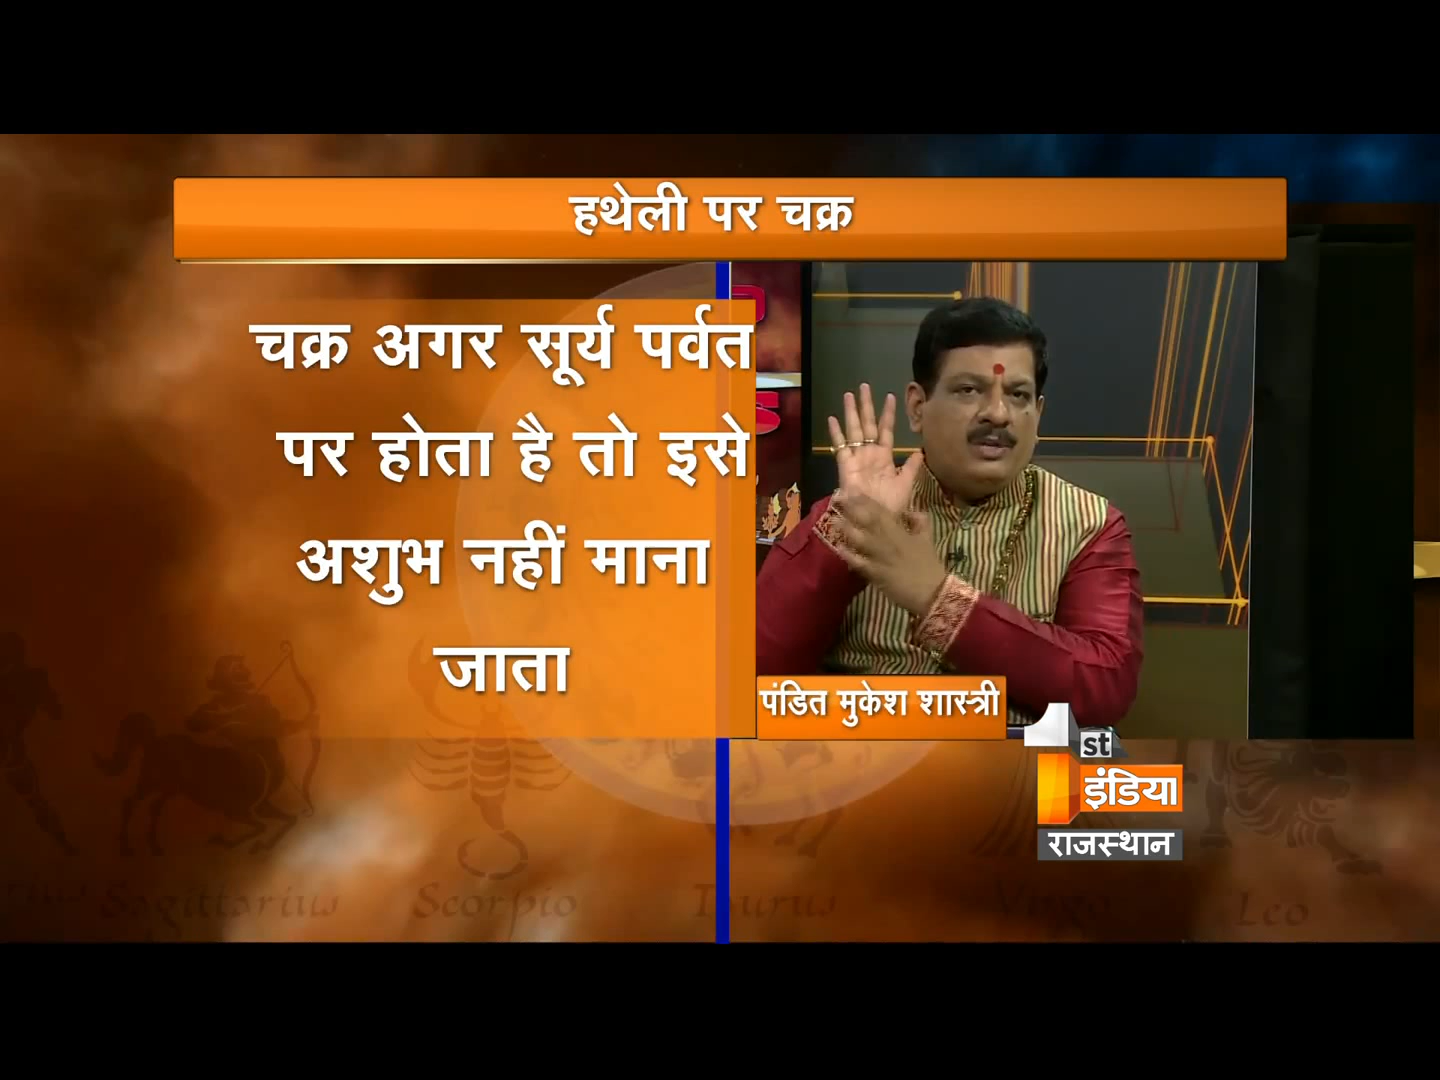 हथेली पर चक्र
चक्र अगर सूर्य पर्वत
पर होता है तो इसे
अशुभ नहीं माना
जाता
पंडित मुकेश शास्त्री
1st
इंडिया
राजस्थान
Sagittarius
Scorpio
Taurus
Virgo
Leo